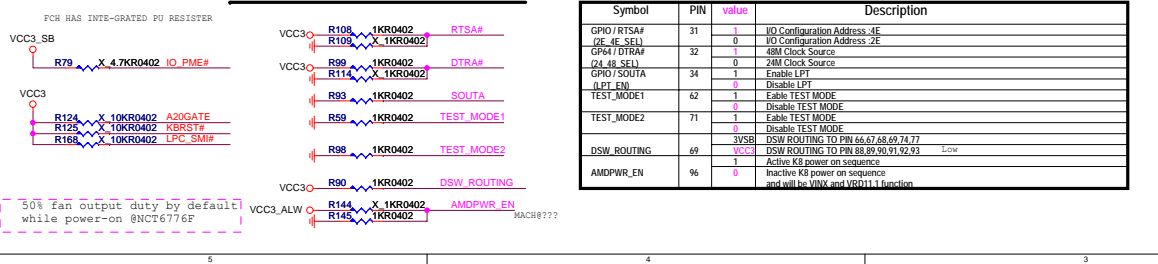 FCH HAS INTE-GRATED PU RESISTER
VCC3_SB
R79 X_4.7KR0402 IO_PME#
VCC3
R124 X_10KR0402 A20GATE
R125 X_10KR0402 KBRST#
R168 X_10KR0402 LPC_SMI#
50% fan output duty by default
while power-on @NCT6776F
VCC3 R108 1KR0402 RTSA#
R109 X_1KR0402
VCC3 R99 1KR0402 DTRA#
R114 X_1KR0402
R93 X_1KR0402 SOUTA
R59 X_1KR0402 TEST_MODE1
R98 X_1KR0402 TEST_MODE2
VCC3 R90 1KR0402 DSW_ROUTING
VCC3_ALW R144 X_1KR0402 AMDPWR_EN
R145 1KR0402
MACH@???
Symbol PIN value Description
GPIO / RTSA# 31 1 I/O Configuration Address :4E
(2E_4E_SEL) 0 I/O Configuration Address :2E
GP64 / DTRA# 32 1 48M Clock Source
(24_48_SEL) 0 24M Clock Source
GPIO / SOUTA 34 1 Enable LPT
(LPT_EN) 0 Disable LPT
TEST_MODE1 62 1 Eable TEST MODE
0 Disable TEST MODE
TEST_MODE2 71 1 Eable TEST MODE
0 Disable TEST MODE
3VSB DSW ROUTING TO PIN 66,67,68,69,74,77
DSW_ROUTING 69 VCC3 DSW ROUTING TO PIN 88,89,90,91,92,93 Low
1 Active K8 power on sequence
AMDPWR_EN 96 0 Inactive K8 power on sequence
and will be VINX and VRD11.1 function
5 4 3